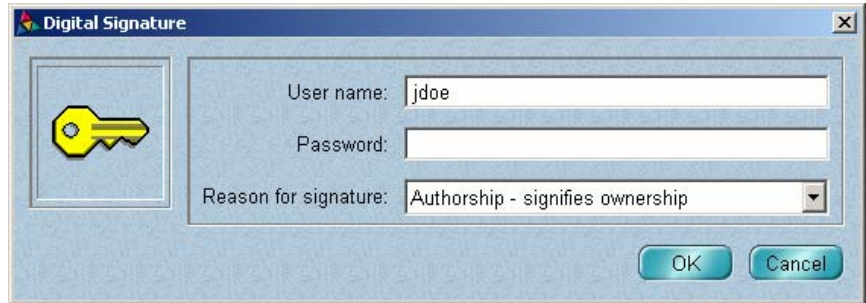 Digital Signature
User name: jdoe
Password:
Reason for signature: Authorship - signifies ownership
OK Cancel